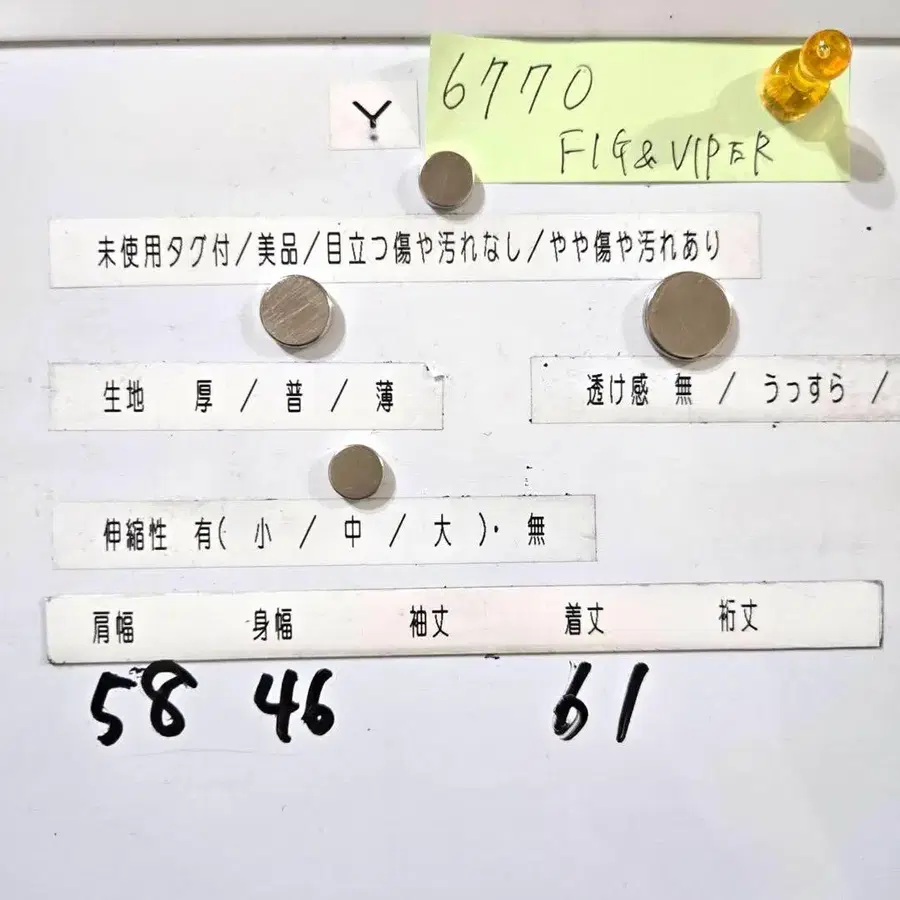 6770
Y
FIG&VIPER
未使用タグ付/美品/目立つ傷や汚れなし/やや傷や汚れあり
生地 厚 / 普 / 薄
透け感 無 / うっすら /
伸縮性 有( 小 / 中 / 大 )・ 無
肩幅 身幅 袖丈 着丈 裄丈
58 46 61